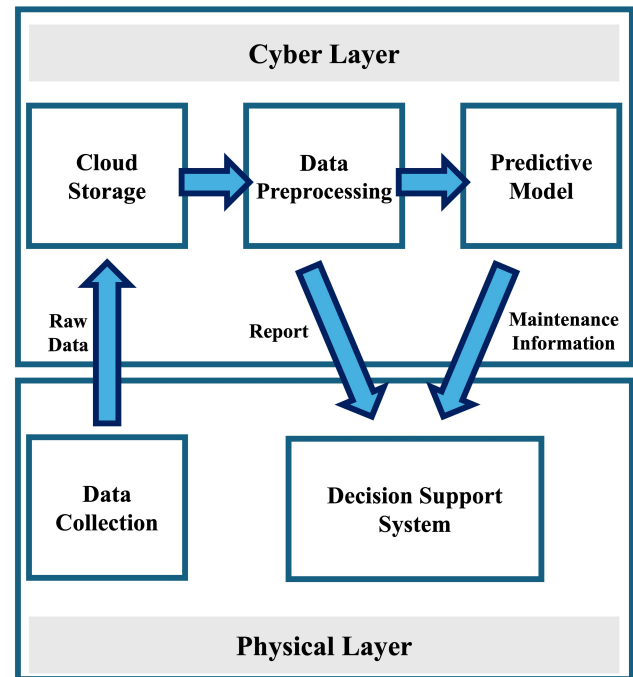 Cyber Layer
Cloud
Storage
Data
Preprocessing
Predictive
Model
Raw
Data
Report
Maintenance
Information
Data
Collection
Decision Support
System
Physical Layer